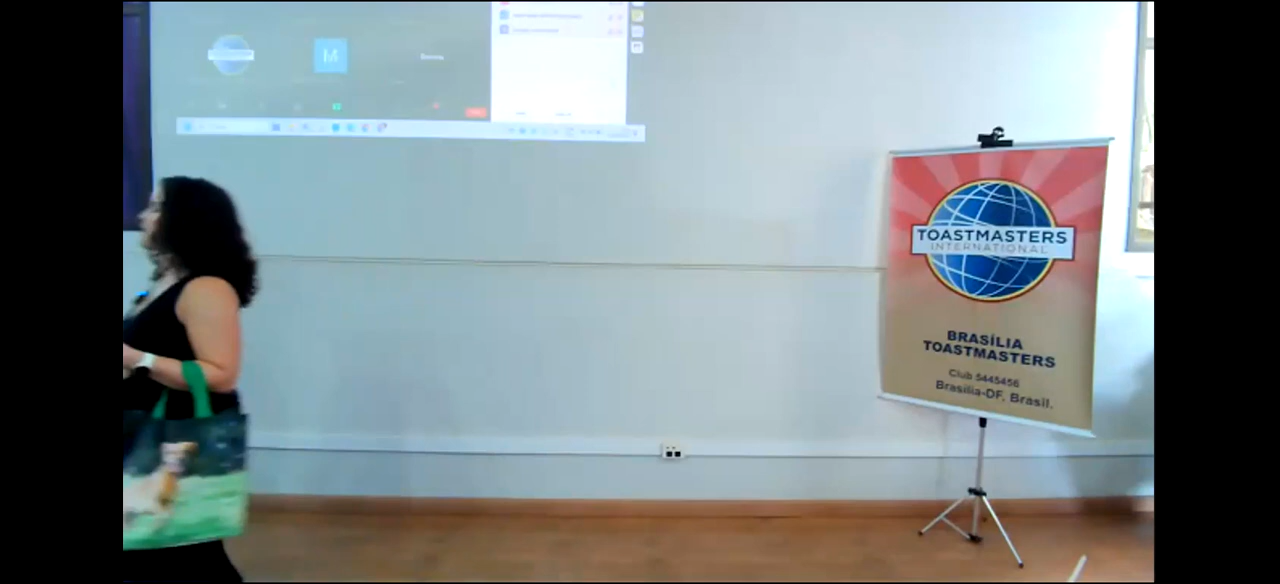 M
TOASTMASTERS
INTERNATIONAL
BRASÍLIA
TOASTMASTERS
Club 5445456
Brasília-DF, Brasil.